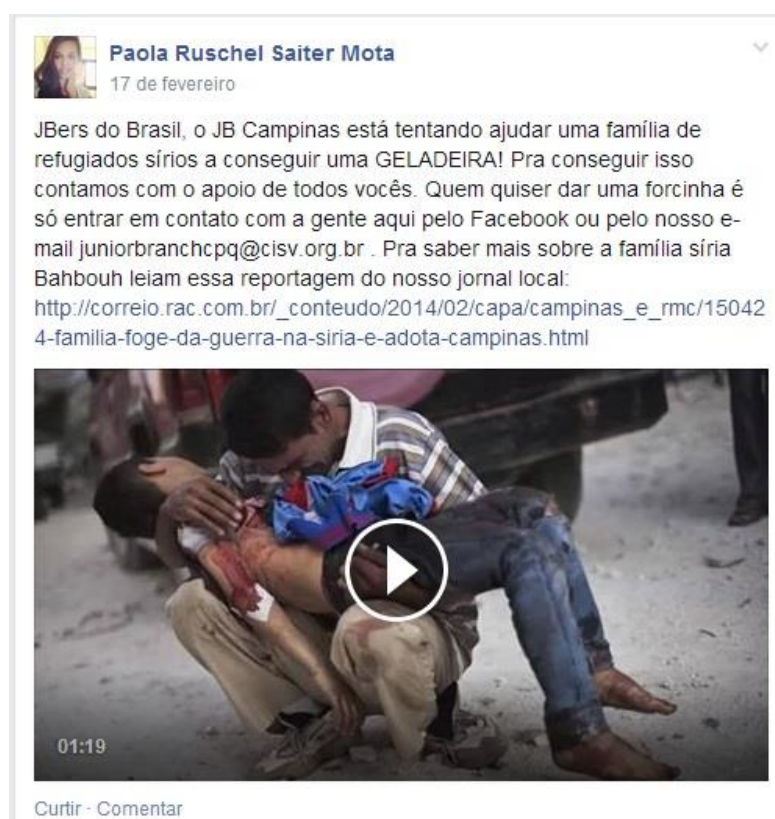 Paola Ruschel Saiter Mota
17 de fevereiro
JBers do Brasil, o JB Campinas está tentando ajudar uma família de
refugiados sírios a conseguir uma GELADEIRA! Pra conseguir isso
contamos com o apoio de todos vocês. Quem quiser dar uma forcinha é
só entrar em contato com a gente aqui pelo Facebook ou pelo nosso e-
mail juniorbranchcpq@cisv.org.br . Pra saber mais sobre a família síria
Bahbouh leiam essa reportagem do nosso jornal local:
http://correio.rac.com.br/_conteudo/2014/02/capa/campinas_e_rmc/15042
4-familia-foge-da-guerra-na-siria-e-adota-campinas.html
01:19
Curtir · Comentar